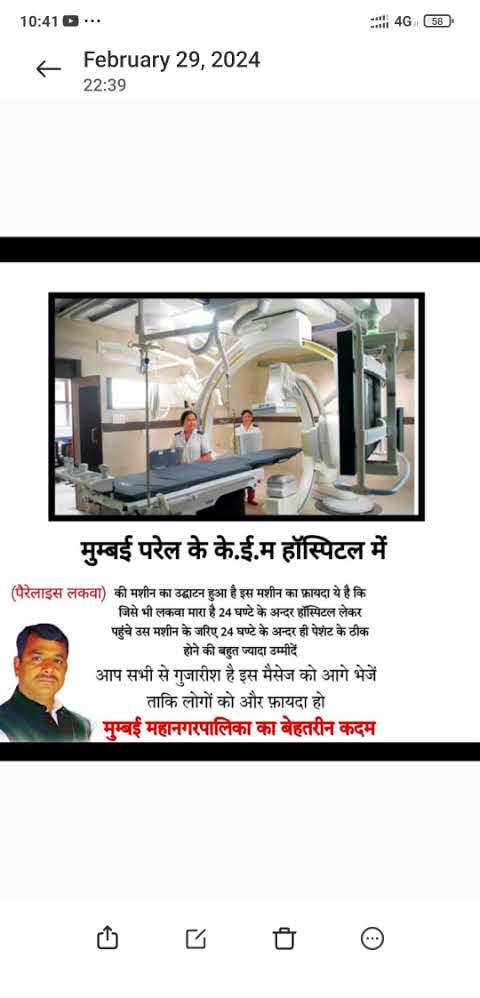 10:41
4G
58
February 29, 2024
22:39
मुम्बई परेल के के.ई.म हॉस्पिटल में
(पैरेलाइस लकवा) की मशीन का उद्घाटन हुआ है इस मशीन का फ़ायदा ये है कि
जिसे भी लकवा मारा है 24 घण्टे के अन्दर हॉस्पिटल लेकर
पहुंचे उस मशीन के जरिए 24 घण्टे के अन्दर ही पेशंट के ठीक
होने की बहुत ज्यादा उम्मीदें
आप सभी से गुजारीश है इस मैसेज को आगे भेजें
ताकि लोगों को और फ़ायदा हो
मुम्बई महानगरपालिका का बेहतरीन कदम